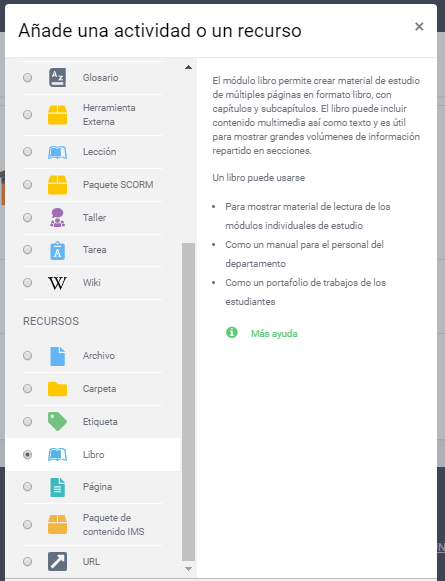 Añade una actividad o un recurso
×
Glosario
Herramienta
Externa
Lección
Paquete SCORM
Taller
Tarea
Wiki
RECURSOS
Archivo
Carpeta
Etiqueta
Libro
Página
Paquete de
contenido IMS
URL
El módulo libro permite crear material de estudio
de múltiples páginas en formato libro, con
capítulos y subcapítulos. El libro puede incluir
contenido multimedia así como texto y es útil
para mostrar grandes volúmenes de información
repartido en secciones.
Un libro puede usarse
• Para mostrar material de lectura de los
módulos individuales de estudio
• Como un manual para el personal del
departamento
• Como un portafolio de trabajos de los
estudiantes
Más ayuda